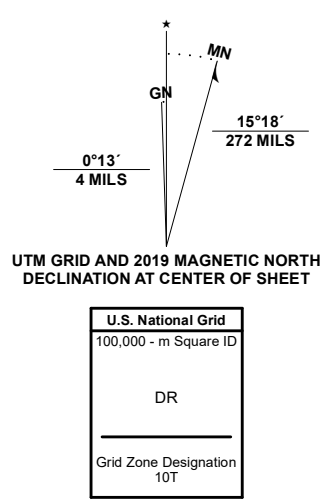 ★
MN
GN
15°18´
272 MILS
0°13´
4 MILS
UTM GRID AND 2019 MAGNETIC NORTH
DECLINATION AT CENTER OF SHEET
U.S. National Grid
100,000 - m Square ID
DR
Grid Zone Designation
10T